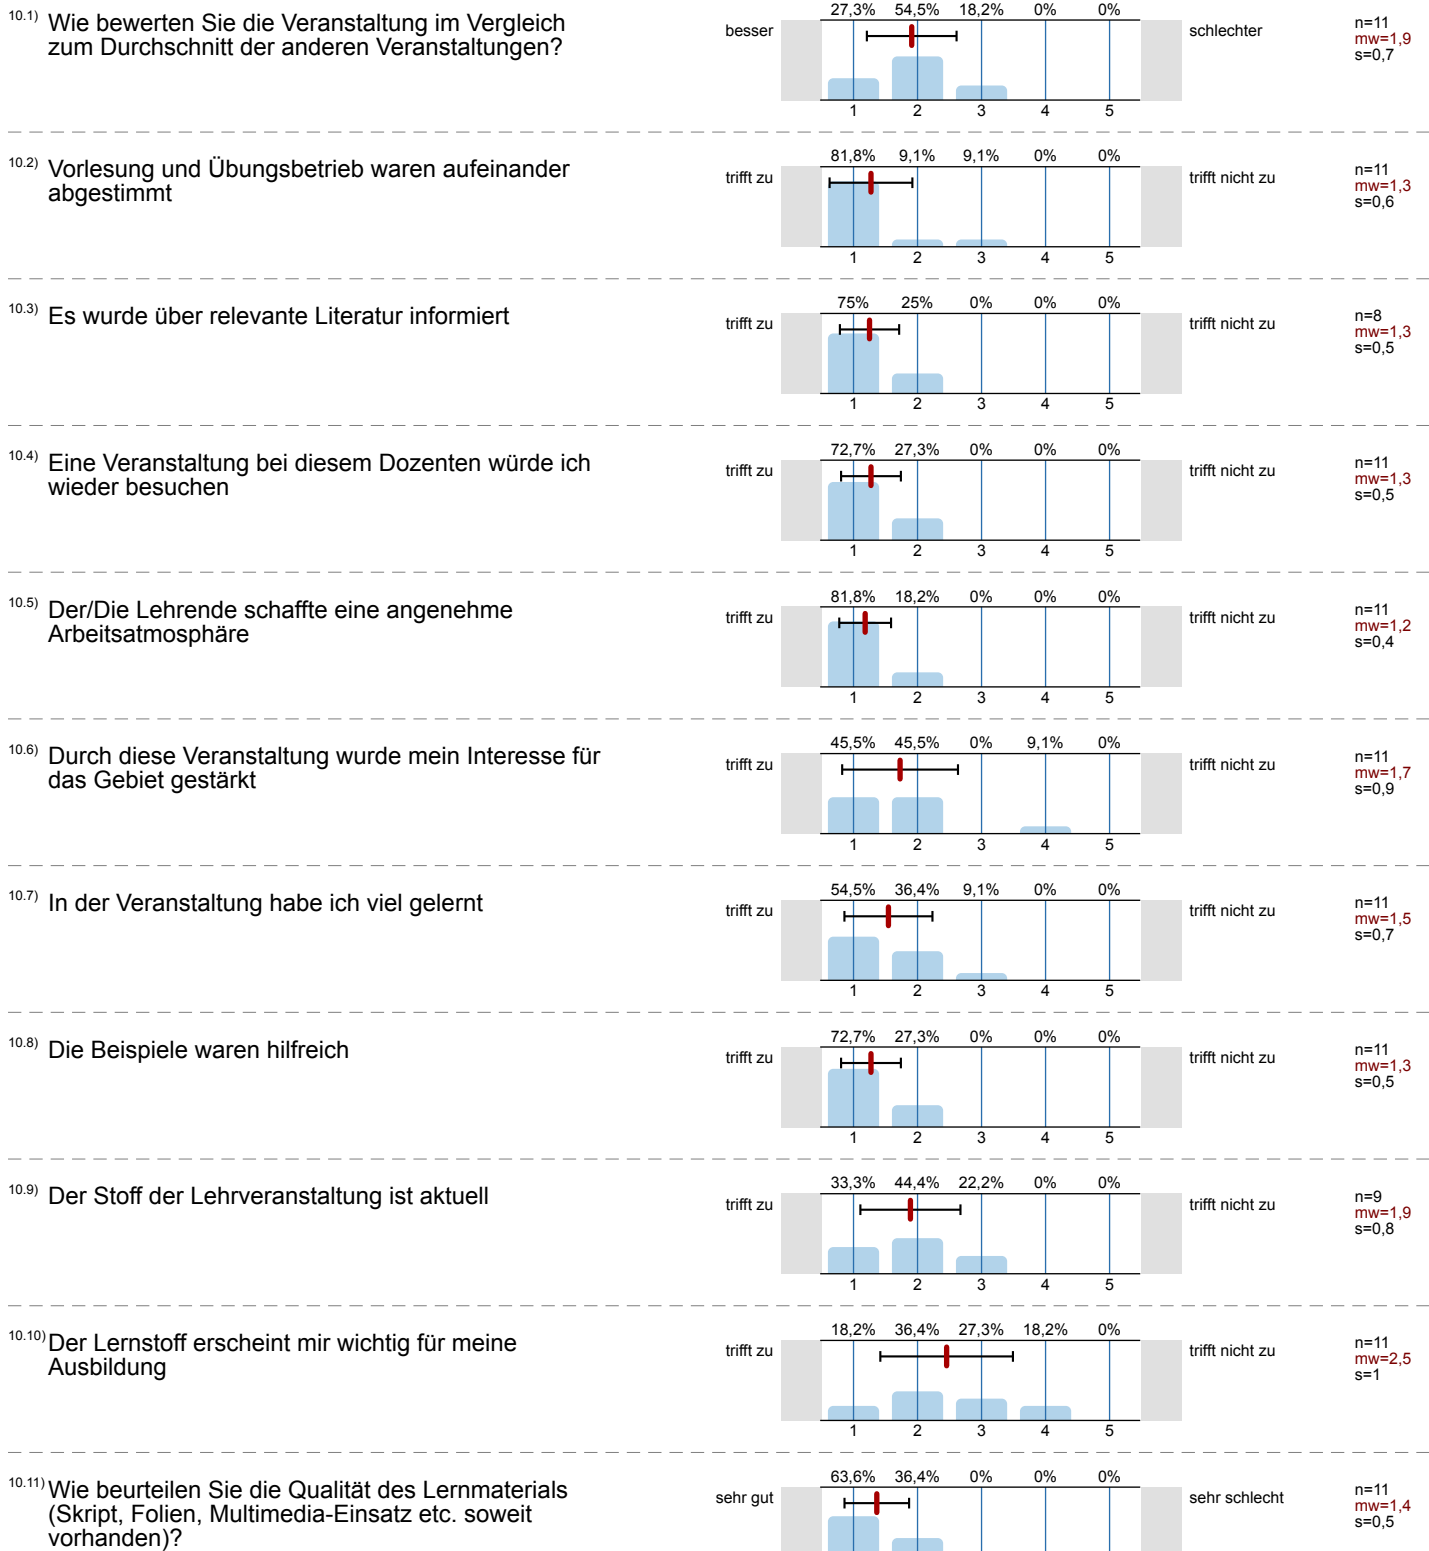 10.1) Wie bewerten Sie die Veranstaltung im Vergleich
zum Durchschnitt der anderen Veranstaltungen?
27,3% 54,5% 18,2% 0% 0%
besser
schlechter
1 2 3 4 5
n=11
mw=1,9
s=0,7
10.2) Vorlesung und Übungsbetrieb waren aufeinander
abgestimmt
81,8% 9,1% 9,1% 0% 0%
trifft zu
trifft nicht zu
1 2 3 4 5
n=11
mw=1,3
s=0,6
10.3) Es wurde über relevante Literatur informiert
75% 25% 0% 0% 0%
trifft zu
trifft nicht zu
1 2 3 4 5
n=8
mw=1,3
s=0,5
10.4) Eine Veranstaltung bei diesem Dozenten würde ich
wieder besuchen
72,7% 27,3% 0% 0% 0%
trifft zu
trifft nicht zu
1 2 3 4 5
n=11
mw=1,3
s=0,5
10.5) Der/Die Lehrende schaffte eine angenehme
Arbeitsatmosphäre
81,8% 18,2% 0% 0% 0%
trifft zu
trifft nicht zu
1 2 3 4 5
n=11
mw=1,2
s=0,4
10.6) Durch diese Veranstaltung wurde mein Interesse für
das Gebiet gestärkt
45,5% 45,5% 0% 9,1% 0%
trifft zu
trifft nicht zu
1 2 3 4 5
n=11
mw=1,7
s=0,9
10.7) In der Veranstaltung habe ich viel gelernt
54,5% 36,4% 9,1% 0% 0%
trifft zu
trifft nicht zu
1 2 3 4 5
n=11
mw=1,5
s=0,7
10.8) Die Beispiele waren hilfreich
72,7% 27,3% 0% 0% 0%
trifft zu
trifft nicht zu
1 2 3 4 5
n=11
mw=1,3
s=0,5
10.9) Der Stoff der Lehrveranstaltung ist aktuell
33,3% 44,4% 22,2% 0% 0%
trifft zu
trifft nicht zu
1 2 3 4 5
n=9
mw=1,9
s=0,8
10.10) Der Lernstoff erscheint mir wichtig für meine
Ausbildung
18,2% 36,4% 27,3% 18,2% 0%
trifft zu
trifft nicht zu
1 2 3 4 5
n=11
mw=2,5
s=1
10.11) Wie beurteilen Sie die Qualität des Lernmaterials
(Skript, Folien, Multimedia-Einsatz etc. soweit
vorhanden)?
63,6% 36,4% 0% 0% 0%
sehr gut
sehr schlecht
n=11
mw=1,4
s=0,5